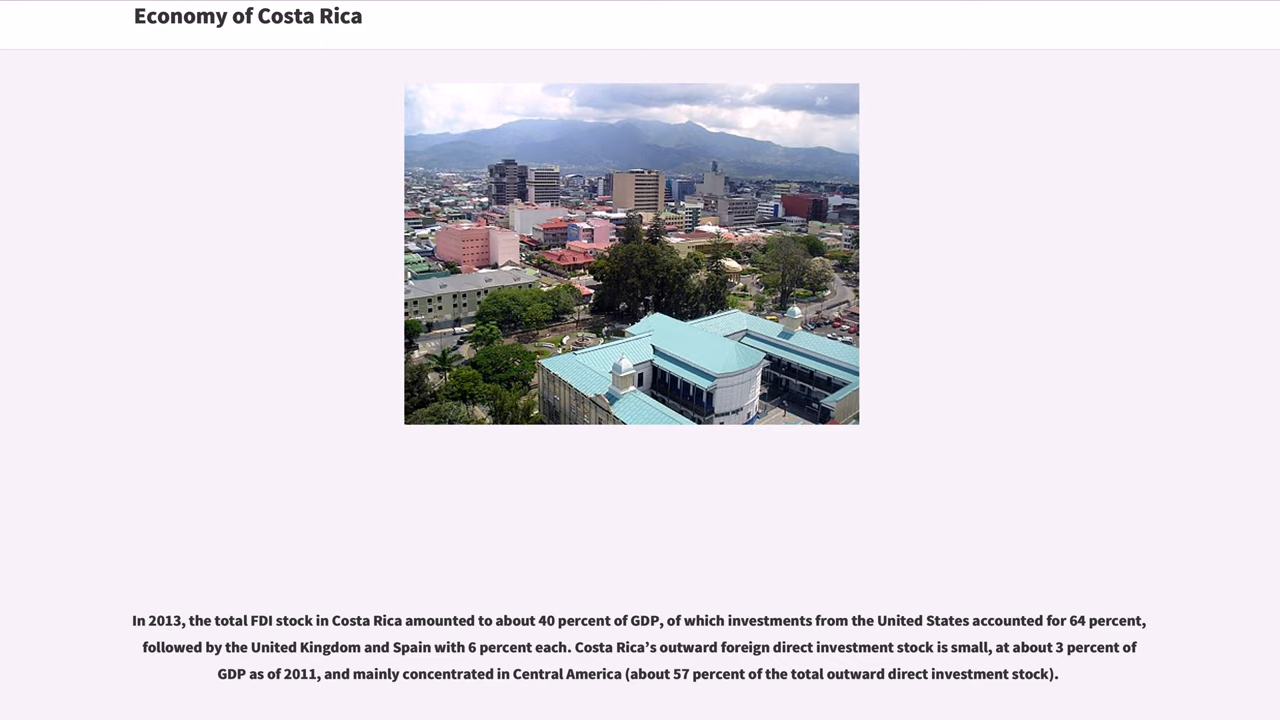 Economy of Costa Rica
In 2013, the total FDI stock in Costa Rica amounted to about 40 percent of GDP, of which investments from the United States accounted for 64 percent,
followed by the United Kingdom and Spain with 6 percent each. Costa Rica’s outward foreign direct investment stock is small, at about 3 percent of
GDP as of 2011, and mainly concentrated in Central America (about 57 percent of the total outward direct investment stock).